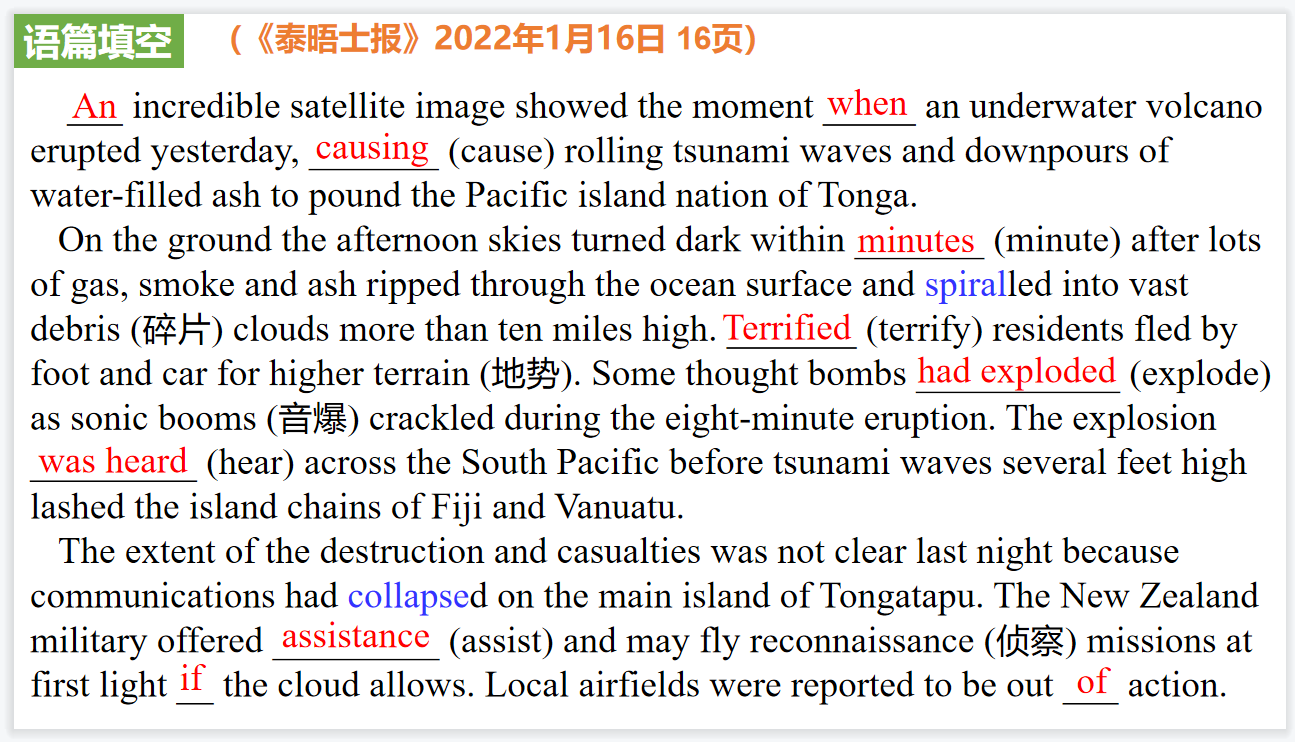 语篇填空 (《泰晤士报》2022年1月16日 16页)
An incredible satellite image showed the moment when an underwater volcano
erupted yesterday, causing (cause) rolling tsunami waves and downpours of
water-filled ash to pound the Pacific island nation of Tonga.
On the ground the afternoon skies turned dark within minutes (minute) after lots
of gas, smoke and ash ripped through the ocean surface and spiralled into vast
debris (碎片) clouds more than ten miles high. Terrified (terrify) residents fled by
foot and car for higher terrain (地势). Some thought bombs had exploded (explode)
as sonic booms (音爆) crackled during the eight-minute eruption. The explosion
was heard (hear) across the South Pacific before tsunami waves several feet high
lashed the island chains of Fiji and Vanuatu.
The extent of the destruction and casualties was not clear last night because
communications had collapsed on the main island of Tongatapu. The New Zealand
military offered assistance (assist) and may fly reconnaissance (侦察) missions at
first light if the cloud allows. Local airfields were reported to be out of action.